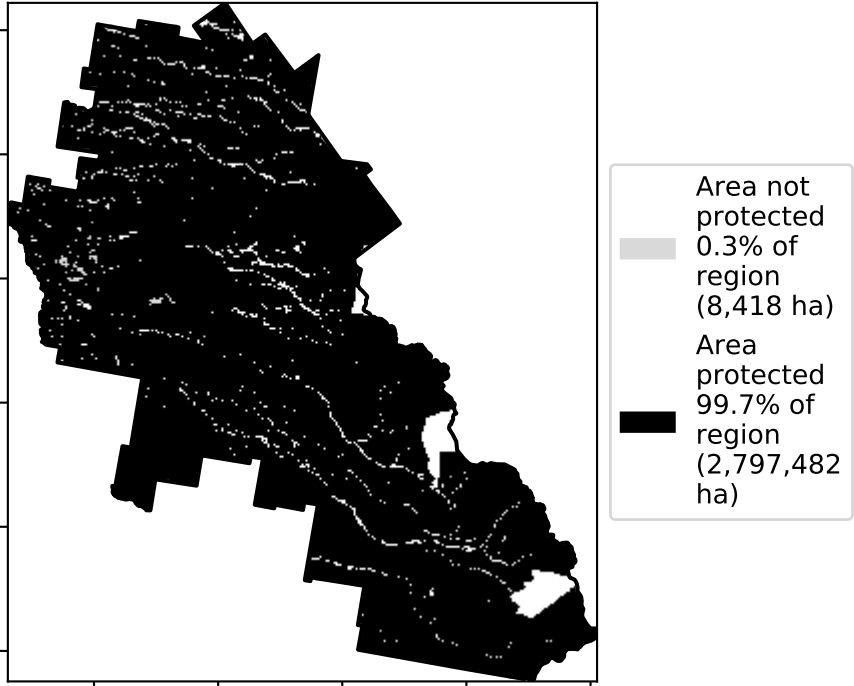 Area not
protected
0.3% of
region
(8,418 ha)
Area
protected
99.7% of
region
(2,797,482
ha)